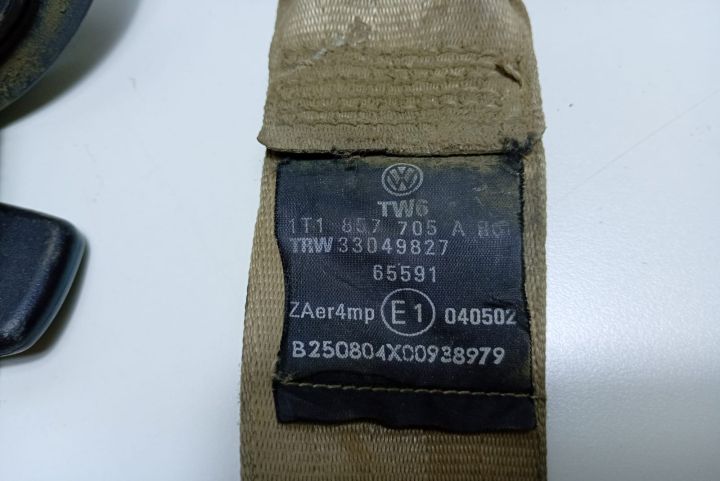 TW6
1T1 857 705 A
TRW 33049827
65591
ZAer4mp E1 040502
B250804X00938979